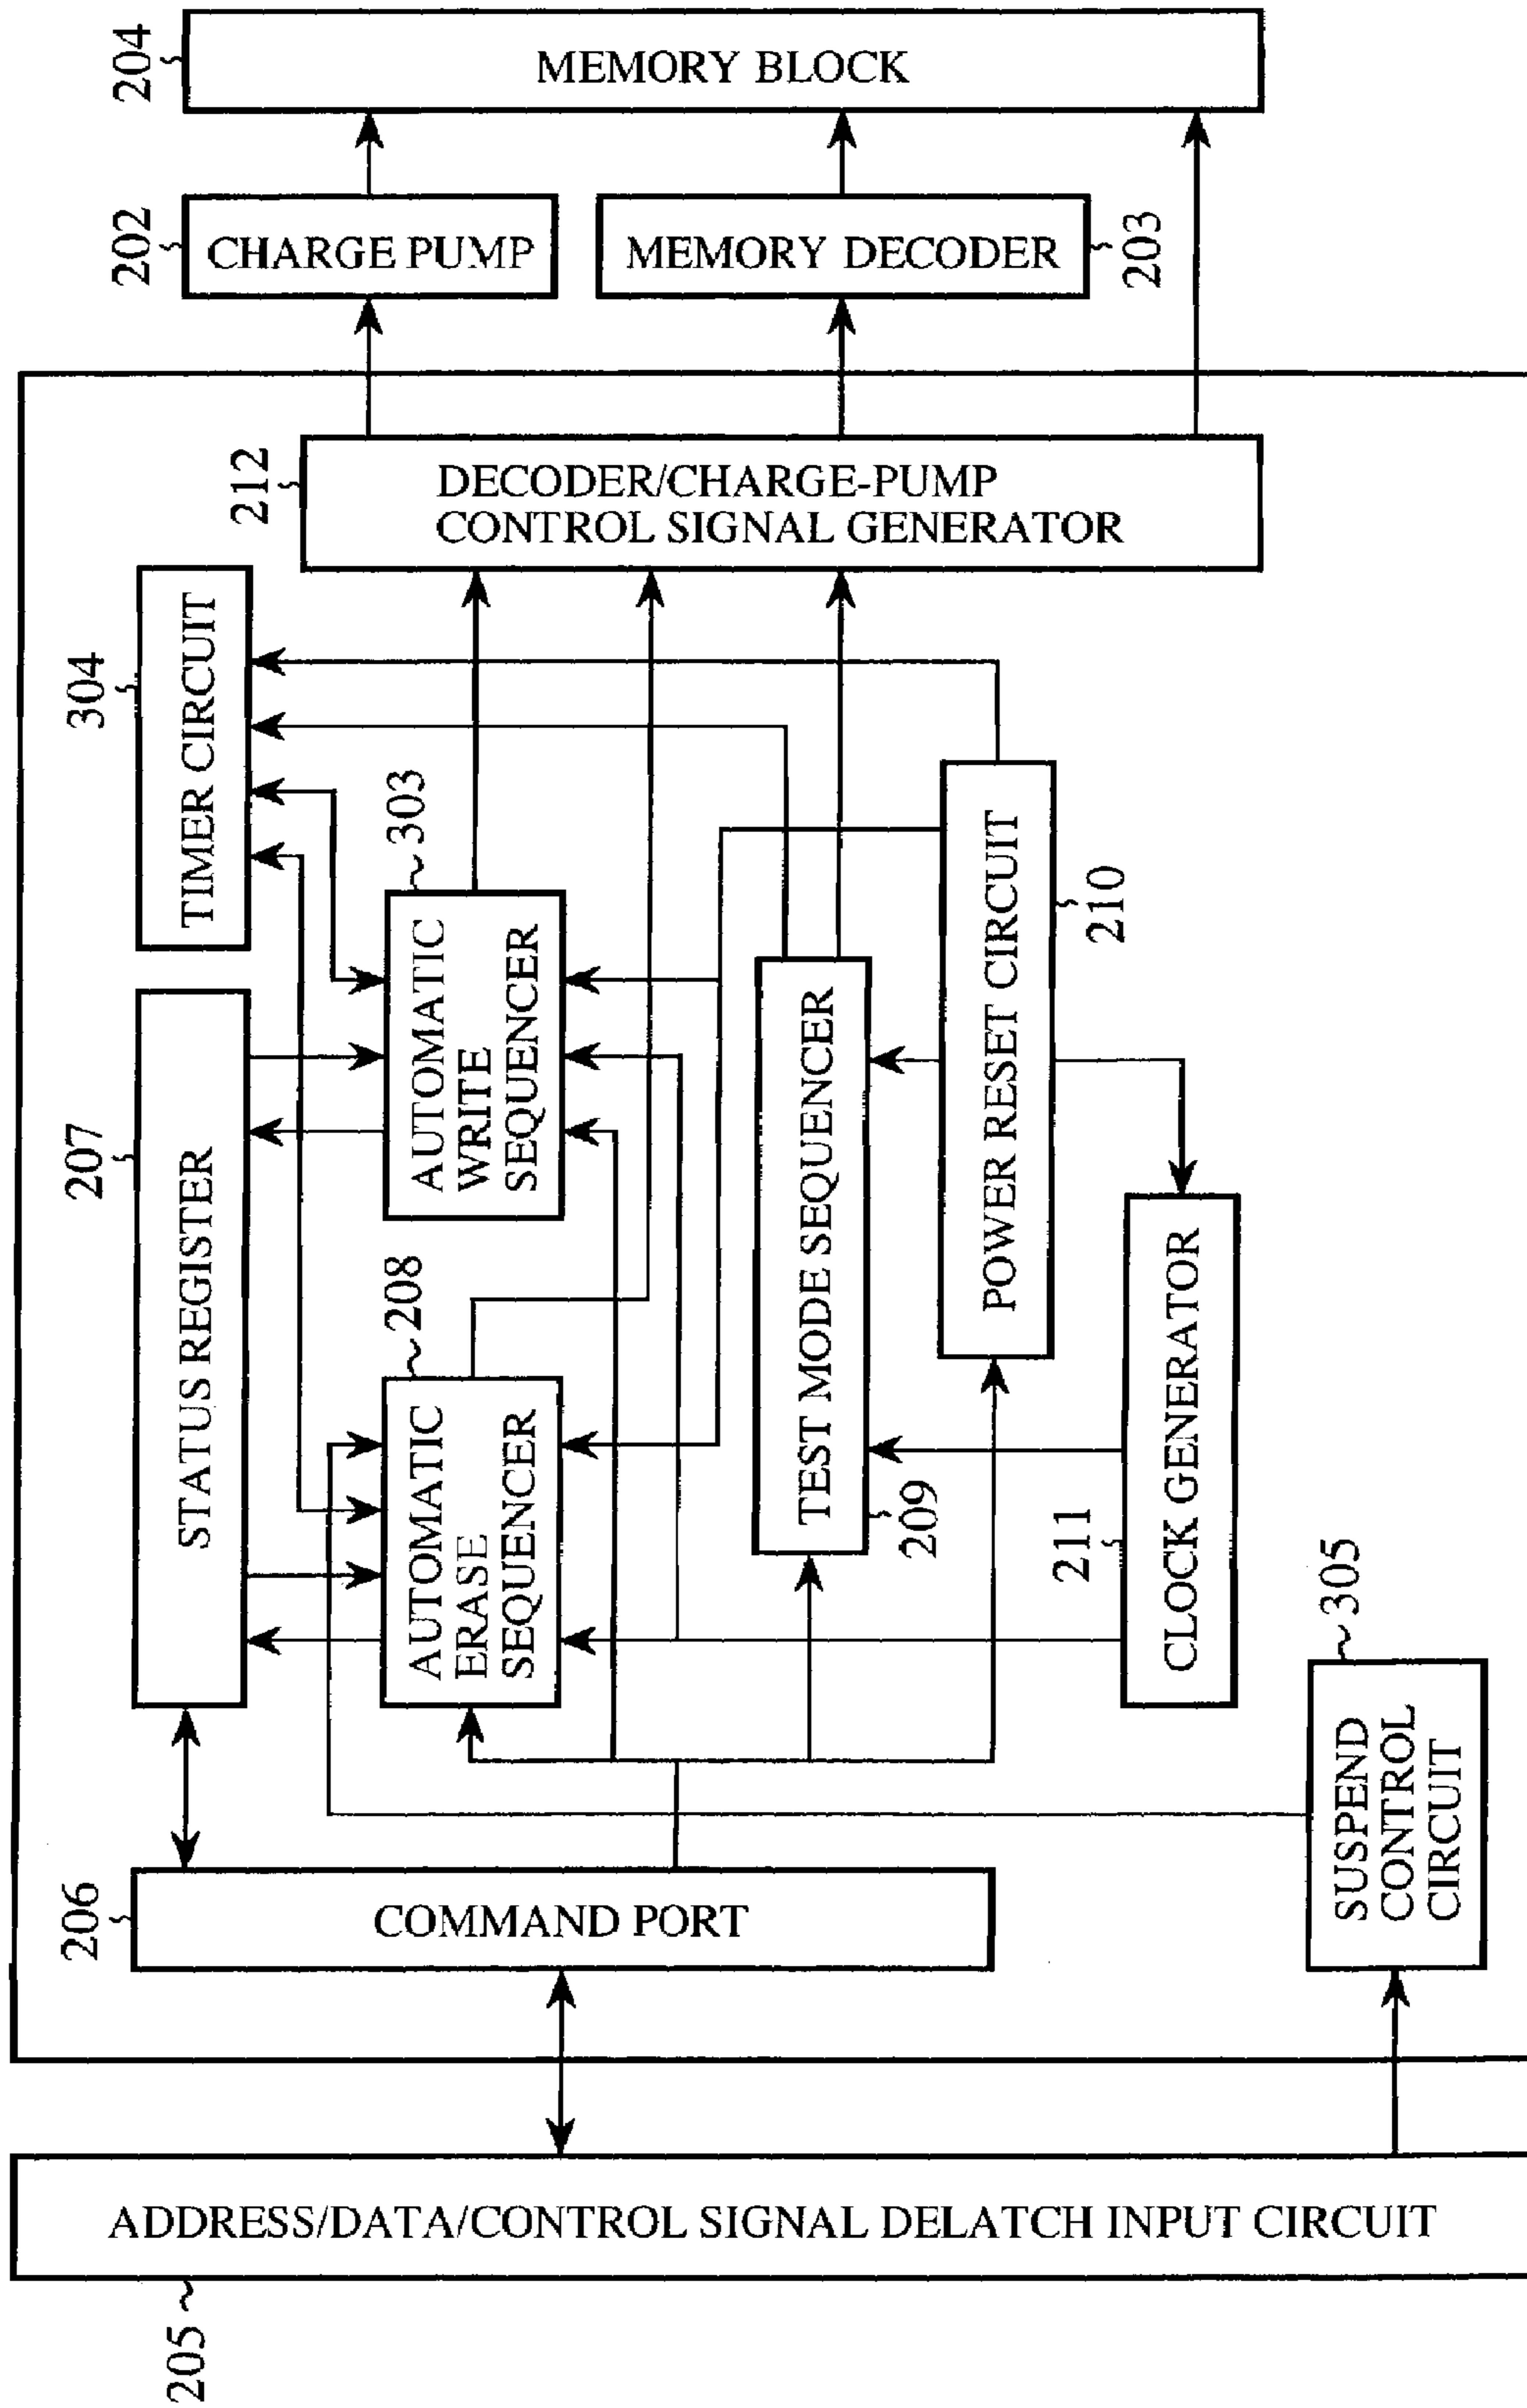 204
MEMORY BLOCK
202
CHARGE PUMP
MEMORY DECODER
203
212
DECODER/CHARGE-PUMP
CONTROL SIGNAL GENERATOR
304
TIMER CIRCUIT
207
STATUS REGISTER
303
AUTOMATIC
WRITE
SEQUENCER
208
AUTOMATIC
ERASE
SEQUENCER
TEST MODE SEQUENCER
209
POWER RESET CIRCUIT
210
211
CLOCK GENERATOR
305
SUSPEND
CONTROL
CIRCUIT
206
COMMAND PORT
ADDRESS/DATA/CONTROL SIGNAL DELATCH INPUT CIRCUIT
205